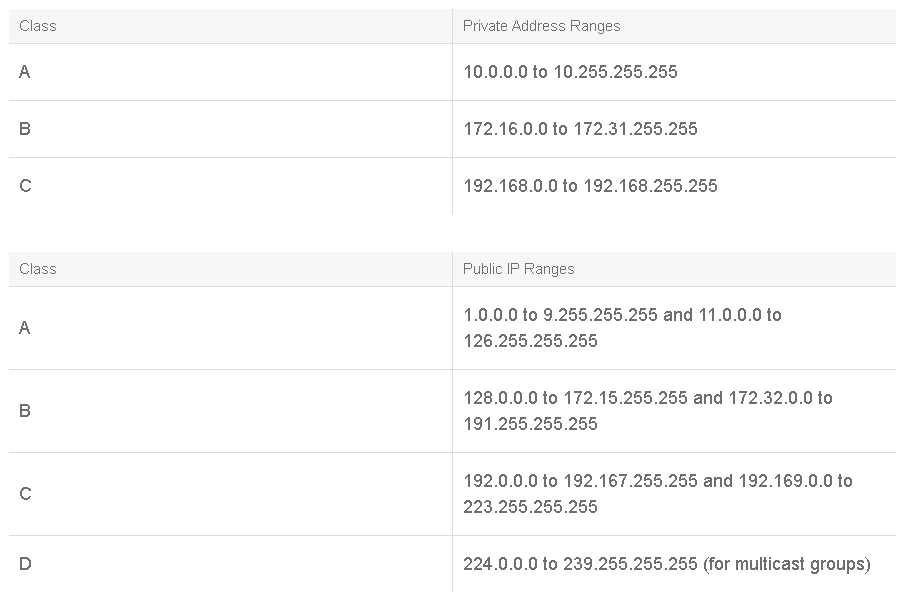 Class Private Address Ranges
A 10.0.0.0 to 10.255.255.255
B 172.16.0.0 to 172.31.255.255
C 192.168.0.0 to 192.168.255.255
Class Public IP Ranges
A 1.0.0.0 to 9.255.255.255 and 11.0.0.0 to
126.255.255.255
B 128.0.0.0 to 172.15.255.255 and 172.32.0.0 to
191.255.255.255
C 192.0.0.0 to 192.167.255.255 and 192.169.0.0 to
223.255.255.255
D 224.0.0.0 to 239.255.255.255 (for multicast groups)